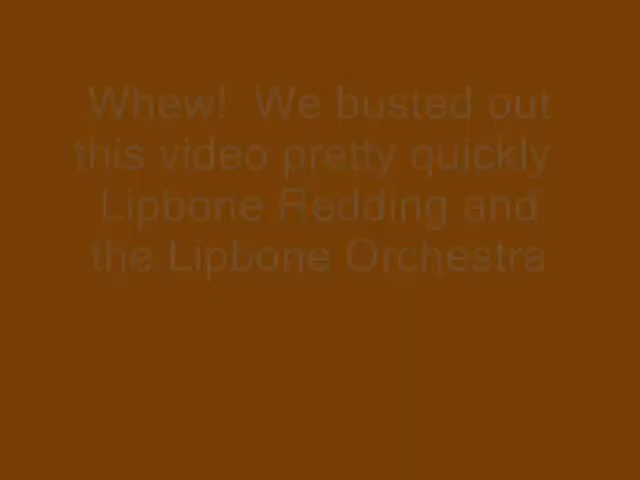 Whew!  We busted out
this video pretty quickly.
Lipbone Redding and
the Lipbone Orchestra